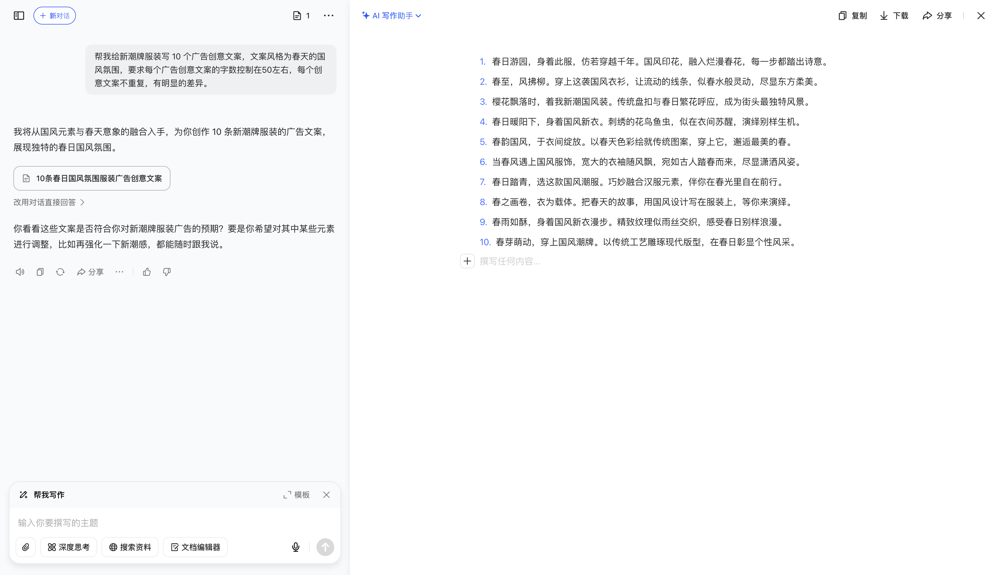 新对话
1
帮我给新潮牌服装写 10 个广告创意文案，文案风格为春天的国
风氛围，要求每个广告创意文案的字数控制在50左右，每个创
意文案不重复，有明显的差异。
我将从国风元素与春天意象的融合入手，为你创作 10 条新潮牌服装的广告文案，
展现独特的春日国风氛围。
10条春日国风氛围服装广告创意文案
改用对话直接回答
你看看这些文案是否符合你对新潮牌服装广告的预期？要是你希望对其中某些元素
进行调整，比如再强化一下新潮感，都能随时跟我说。
分享
帮我写作
模板
输入你要撰写的主题
深度思考
搜索资料
文档编辑器
AI 写作助手
复制
下载
分享
1. 春日游园，身着此服，仿若穿越千年。国风印花，融入烂漫春花，每一步都踏出诗意。
2. 春至，风拂柳。穿上这袭国风衣衫，让流动的线条，似春水般灵动，尽显东方柔美。
3. 樱花飘落时，着我新潮国风装。传统盘扣与春日繁花呼应，成为街头最独特风景。
4. 春日暖阳下，身着国风新衣。刺绣的花鸟鱼虫，似在衣间苏醒，演绎别样生机。
5. 春韵国风，于衣间绽放。以春天色彩绘就传统图案，穿上它，邂逅最美的春。
6. 当春风遇上国风服饰，宽大的衣袖随风飘，宛如古人踏春而来，尽显潇洒风姿。
7. 春日踏青，选这款国风潮服。巧妙融合汉服元素，伴你在春光里自在前行。
8. 春之画卷，衣为载体。把春天的故事，用国风设计写在服装上，等你来演绎。
9. 春雨如酥，身着国风新衣漫步。精致纹理似雨丝交织，感受春日别样浪漫。
10. 春芽萌动，穿上国风潮牌。以传统工艺雕琢现代版型，在春日彰显个性风采。
撰写任何内容...